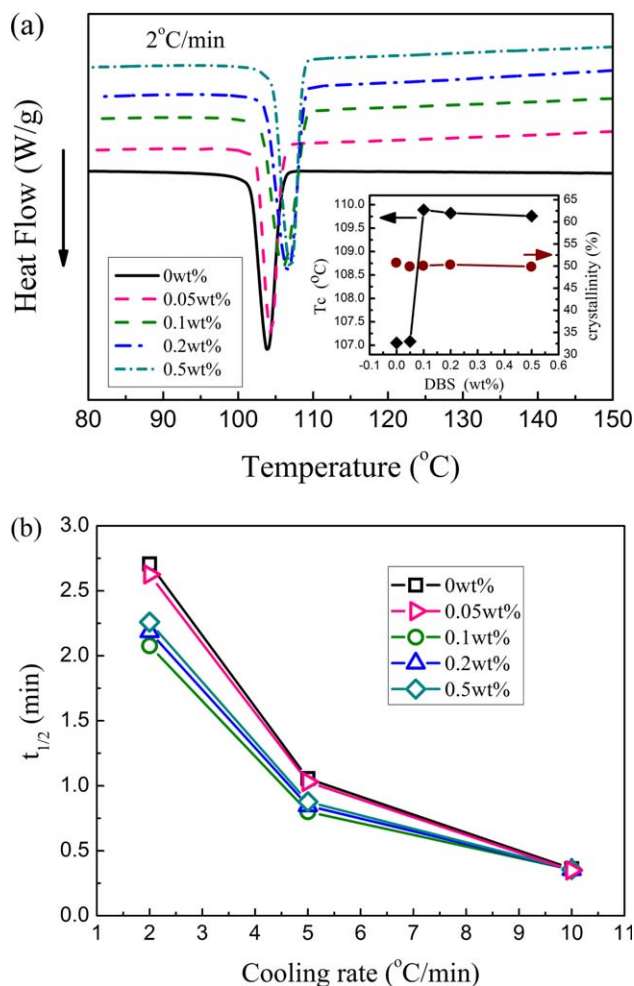 (a)
2°C/min
Heat Flow (W/g)
0wt%
0.05wt%
0.1wt%
0.2wt%
0.5wt%
110.0
109.5
109.0
108.5
108.0
107.5
107.0
Tc (°C)
65
60
55
50
45
40
35
30
crystallinity (%)
-0.1 0.0 0.1 0.2 0.3 0.4 0.5 0.6
DBS (wt%)
80 90 100 110 120 130 140 150
Temperature (°C)
(b)
3.0
2.5
2.0
1.5
1.0
0.5
0.0
t1/2 (min)
0wt%
0.05wt%
0.1wt%
0.2wt%
0.5wt%
1 2 3 4 5 6 7 8 9 10 11
Cooling rate (°C/min)